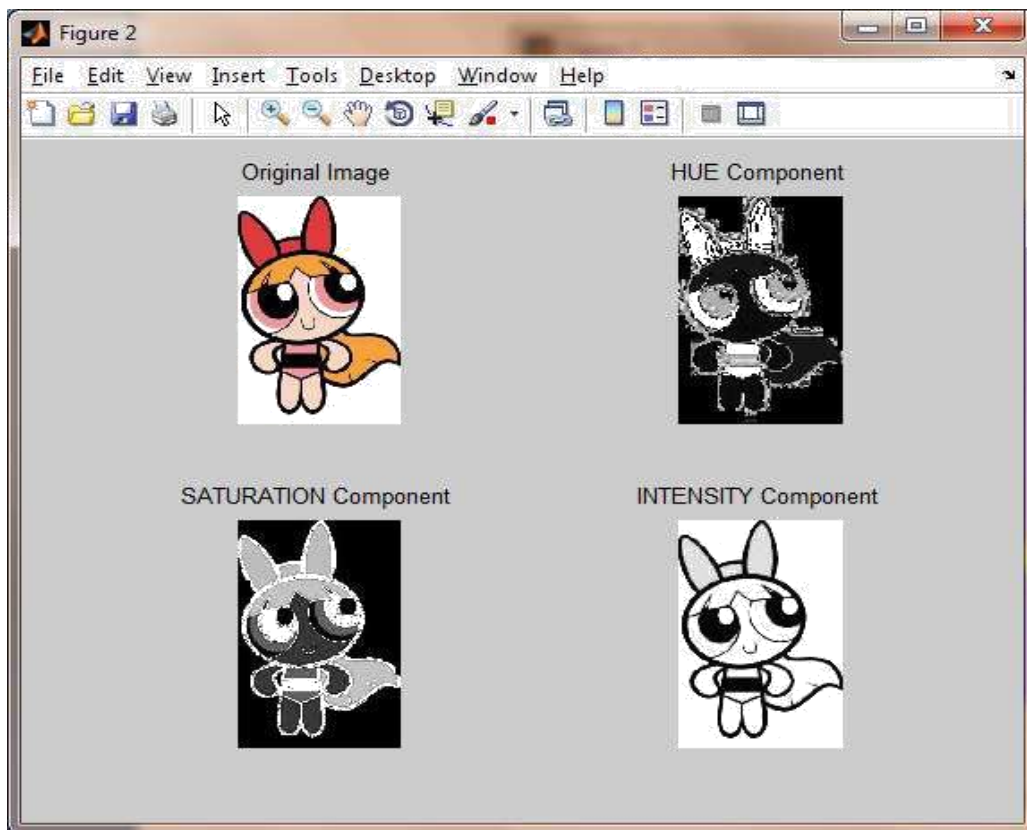 Figure 2
File Edit View Insert Tools Desktop Window Help
Original Image
HUE Component
SATURATION Component
INTENSITY Component